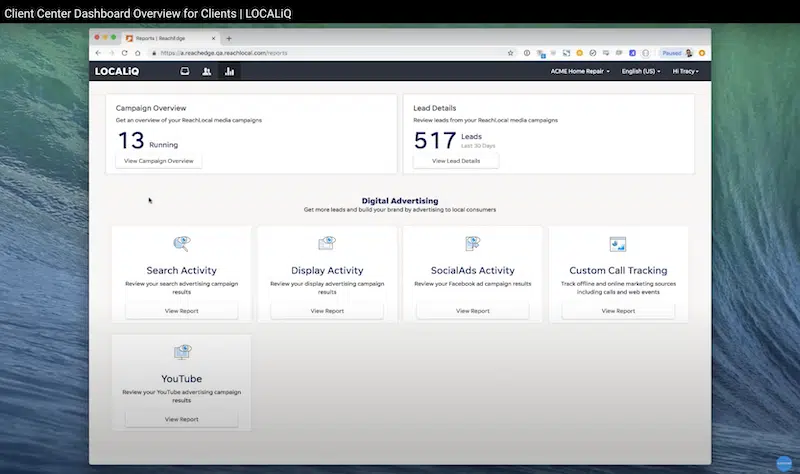 Client Center Dashboard Overview for Clients | LOCALiQ
Reports | ReachEdge
https://a.reachedge.qa.reachlocal.com/reports
Paused
LOCALiQ
ACME Home Repair
English (US)
Hi Tracy
Campaign Overview
Get an overview of your ReachLocal media campaigns
13 Running
View Campaign Overview
Lead Details
Review leads from your ReachLocal media campaigns
517 Leads
Last 30 Days
View Lead Details
Digital Advertising
Get more leads and build your brand by advertising to local consumers
Search Activity
Review your search advertising campaign
results
View Report
Display Activity
Review your display advertising campaign
results
View Report
SocialAds Activity
Review your Facebook ad campaign results
View Report
Custom Call Tracking
Track offline and online marketing sources
including calls and web events
View Report
YouTube
Review your YouTube advertising campaign
results
View Report